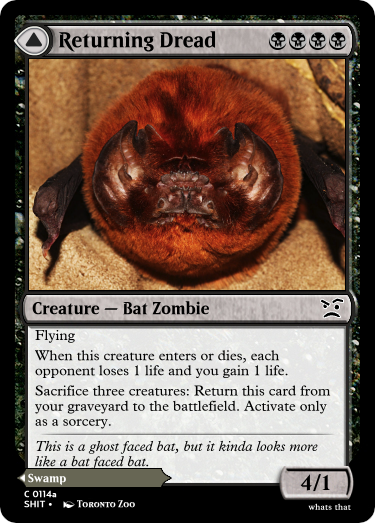 Returning Dread
Creature — Bat Zombie
Flying
When this creature enters or dies, each
opponent loses 1 life and you gain 1 life.
Sacrifice three creatures: Return this card from
your graveyard to the battlefield. Activate only
as a sorcery.
This is a ghost faced bat, but it kinda looks more
like a bat faced bat.
Swamp
4/1
C 0114a
SHIT • Toronto Zoo
whats that